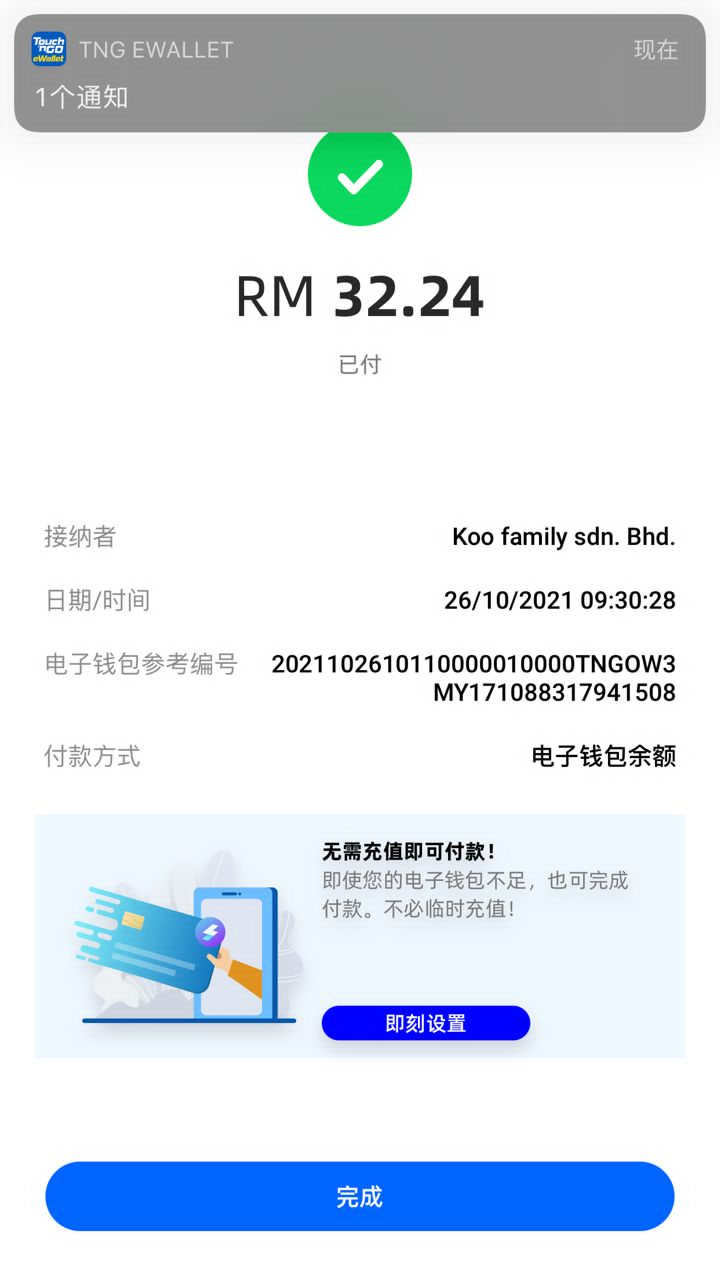 Touch
'nGO
eWallet
TNG EWALLET
现在
1个通知
RM 32.24
已付
接纳者
Koo family sdn. Bhd.
日期/时间
26/10/2021 09:30:28
电子钱包参考编号
20211026101100000010000TNGOW3
MY171088317941508
付款方式
电子钱包余额
无需充值即可付款！
即使您的电子钱包不足，也可完成
付款。不必临时充值！
即刻设置
完成